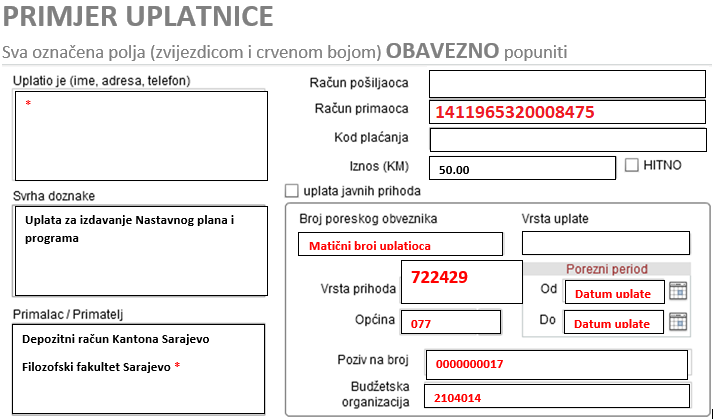 PRIMJER UPLATNICE
Sva označena polja (zvijezdicom i crvenom bojom) OBAVEZNO popuniti
Uplatio je (ime, adresa, telefon)
*
Svrha doznake
Uplata za izdavanje Nastavnog plana i
programa
Primalac / Primatelj
Depozitni račun Kantona Sarajevo
Filozofski fakultet Sarajevo *
Račun pošiljaoca
Račun primaoca 1411965320008475
Kod plaćanja
Iznos (KM) 50.00 HITNO
uplata javnih prihoda
Broj poreskog obveznika
Matični broj uplatioca
Vrsta uplate
Vrsta prihoda 722429
Općina 077
Porezni period
Od Datum uplate
Do Datum uplate
Poziv na broj 0000000017
Budžetska
organizacija 2104014